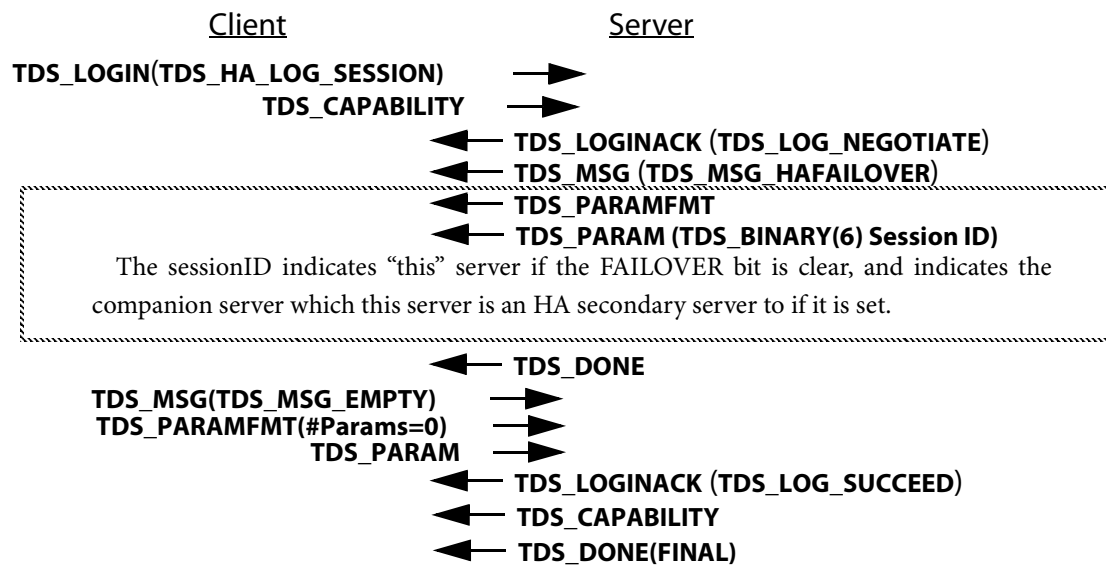 Client Server
TDS_LOGIN(TDS_HA_LOG_SESSION)
TDS_CAPABILITY
TDS_LOGINACK (TDS_LOG_NEGOTIATE)
TDS_MSG (TDS_MSG_HAFAILOVER)
TDS_PARAMFMT
TDS_PARAM (TDS_BINARY(6) Session ID)
The sessionID indicates “this” server if the FAILOVER bit is clear, and indicates the
companion server which this server is an HA secondary server to if it is set.
TDS_DONE
TDS_MSG(TDS_MSG_EMPTY)
TDS_PARAMFMT(#Params=0)
TDS_PARAM
TDS_LOGINACK (TDS_LOG_SUCCEED)
TDS_CAPABILITY
TDS_DONE(FINAL)